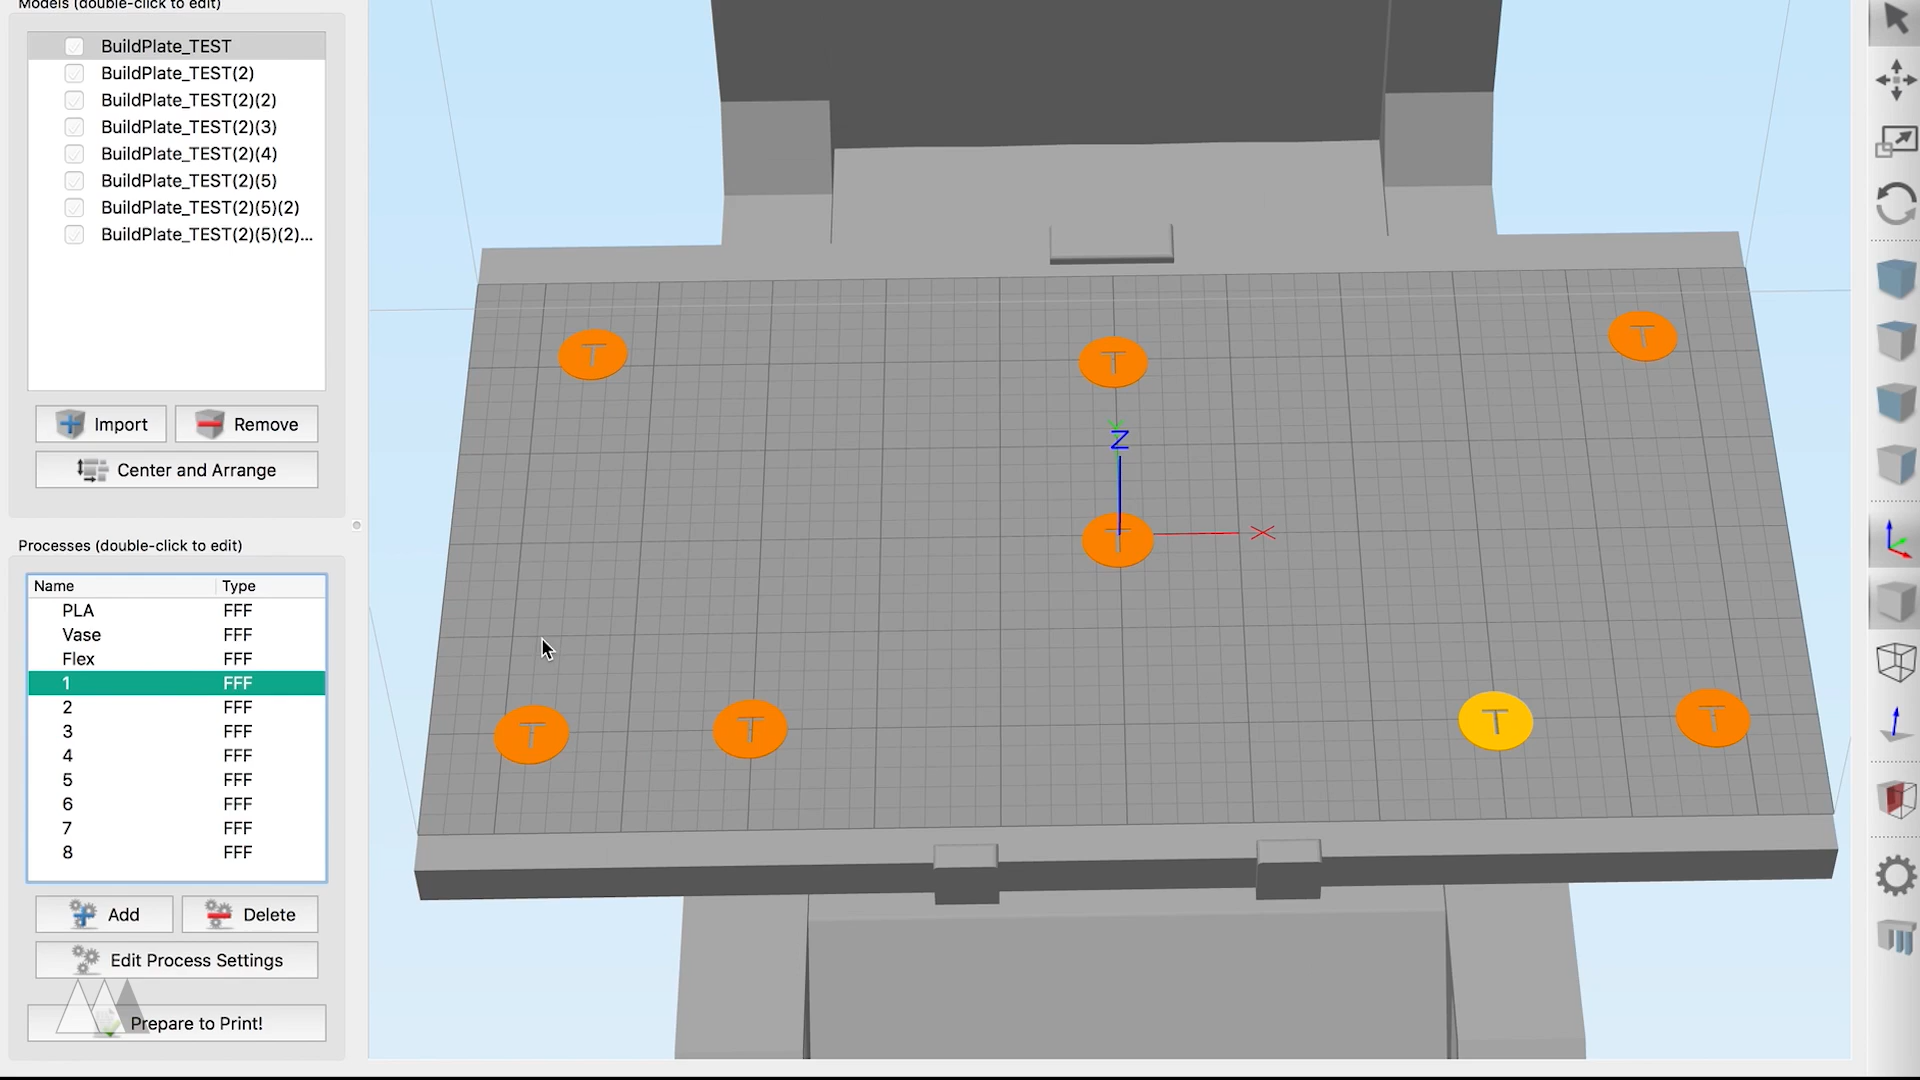 Models (double-click to edit)
BuildPlate_TEST
BuildPlate_TEST(2)
BuildPlate_TEST(2)(2)
BuildPlate_TEST(2)(3)
BuildPlate_TEST(2)(4)
BuildPlate_TEST(2)(5)
BuildPlate_TEST(2)(5)(2)
BuildPlate_TEST(2)(5)(2)...
Import Remove
Center and Arrange
Processes (double-click to edit)
Name Type
PLA FFF
Vase FFF
Flex FFF
1 FFF
2 FFF
3 FFF
4 FFF
5 FFF
6 FFF
7 FFF
8 FFF
Add Delete
Edit Process Settings
Prepare to Print!
T T T
Z
T X
T T T T